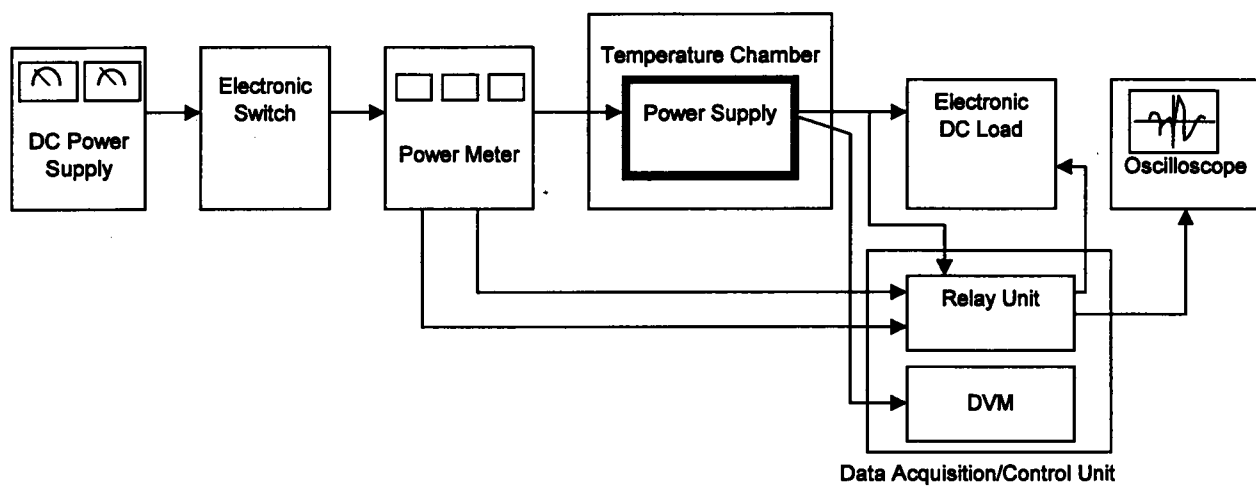 DC Power
Supply
Electronic
Switch
Power Meter
Temperature Chamber
Power Supply
Electronic
DC Load
Oscilloscope
Relay Unit
DVM
Data Acquisition/Control Unit